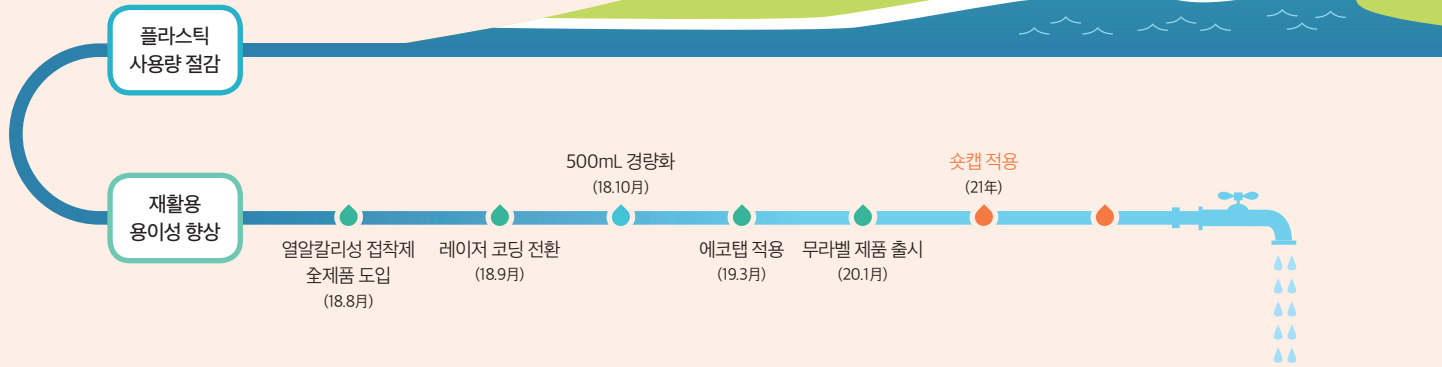 플라스틱
사용량 절감
재활용
용이성 향상
열알칼리성 접착제
全제품 도입
(18.8月)
레이저 코딩 전환
(18.9月)
500mL 경량화
(18.10月)
에코탭 적용
(19.3月)
무라벨 제품 출시
(20.1月)
숏캡 적용
(21年)